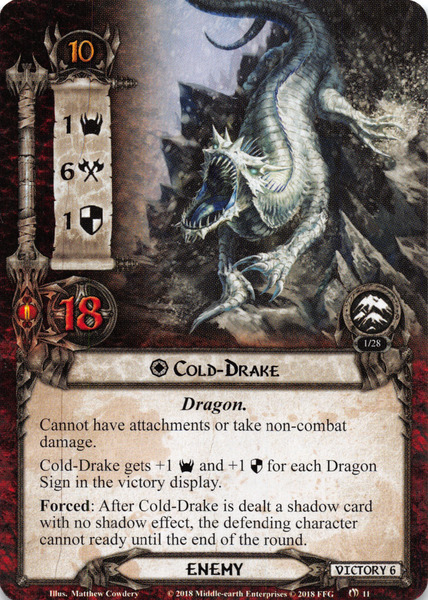 10
1
6
1
18
1/28
Cold-Drake
Dragon.
Cannot have attachments or take non-combat
damage.
Cold-Drake gets +1 and +1 for each Dragon
Sign in the victory display.
Forced: After Cold-Drake is dealt a shadow card
with no shadow effect, the defending character
cannot ready until the end of the round.
ENEMY
VICTORY 6
Illus. Matthew Cowdery © 2018 Middle-earth Enterprises © 2018 FFG 11